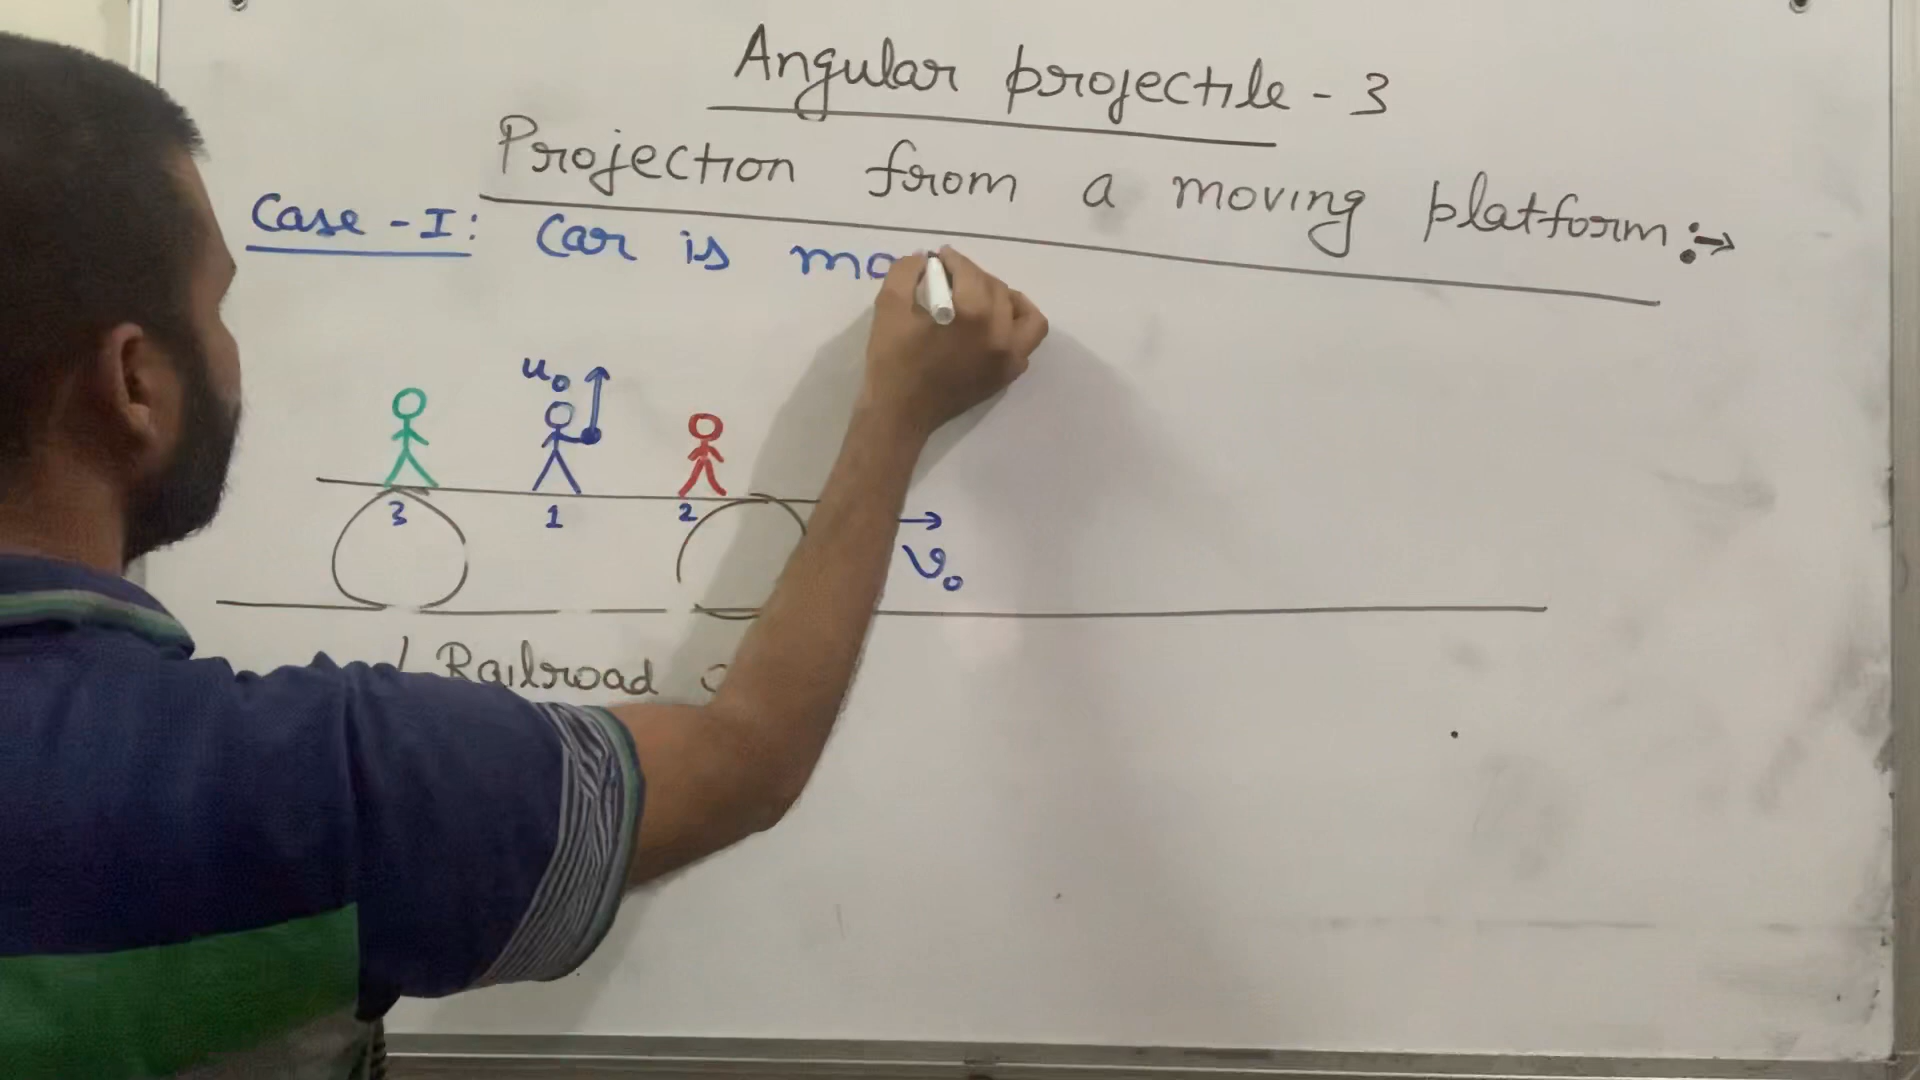 Angular projectile - 3
Projection from a moving platform:→
Case - I: Car is mo
u₀
3 1 2
v₀
Railroad